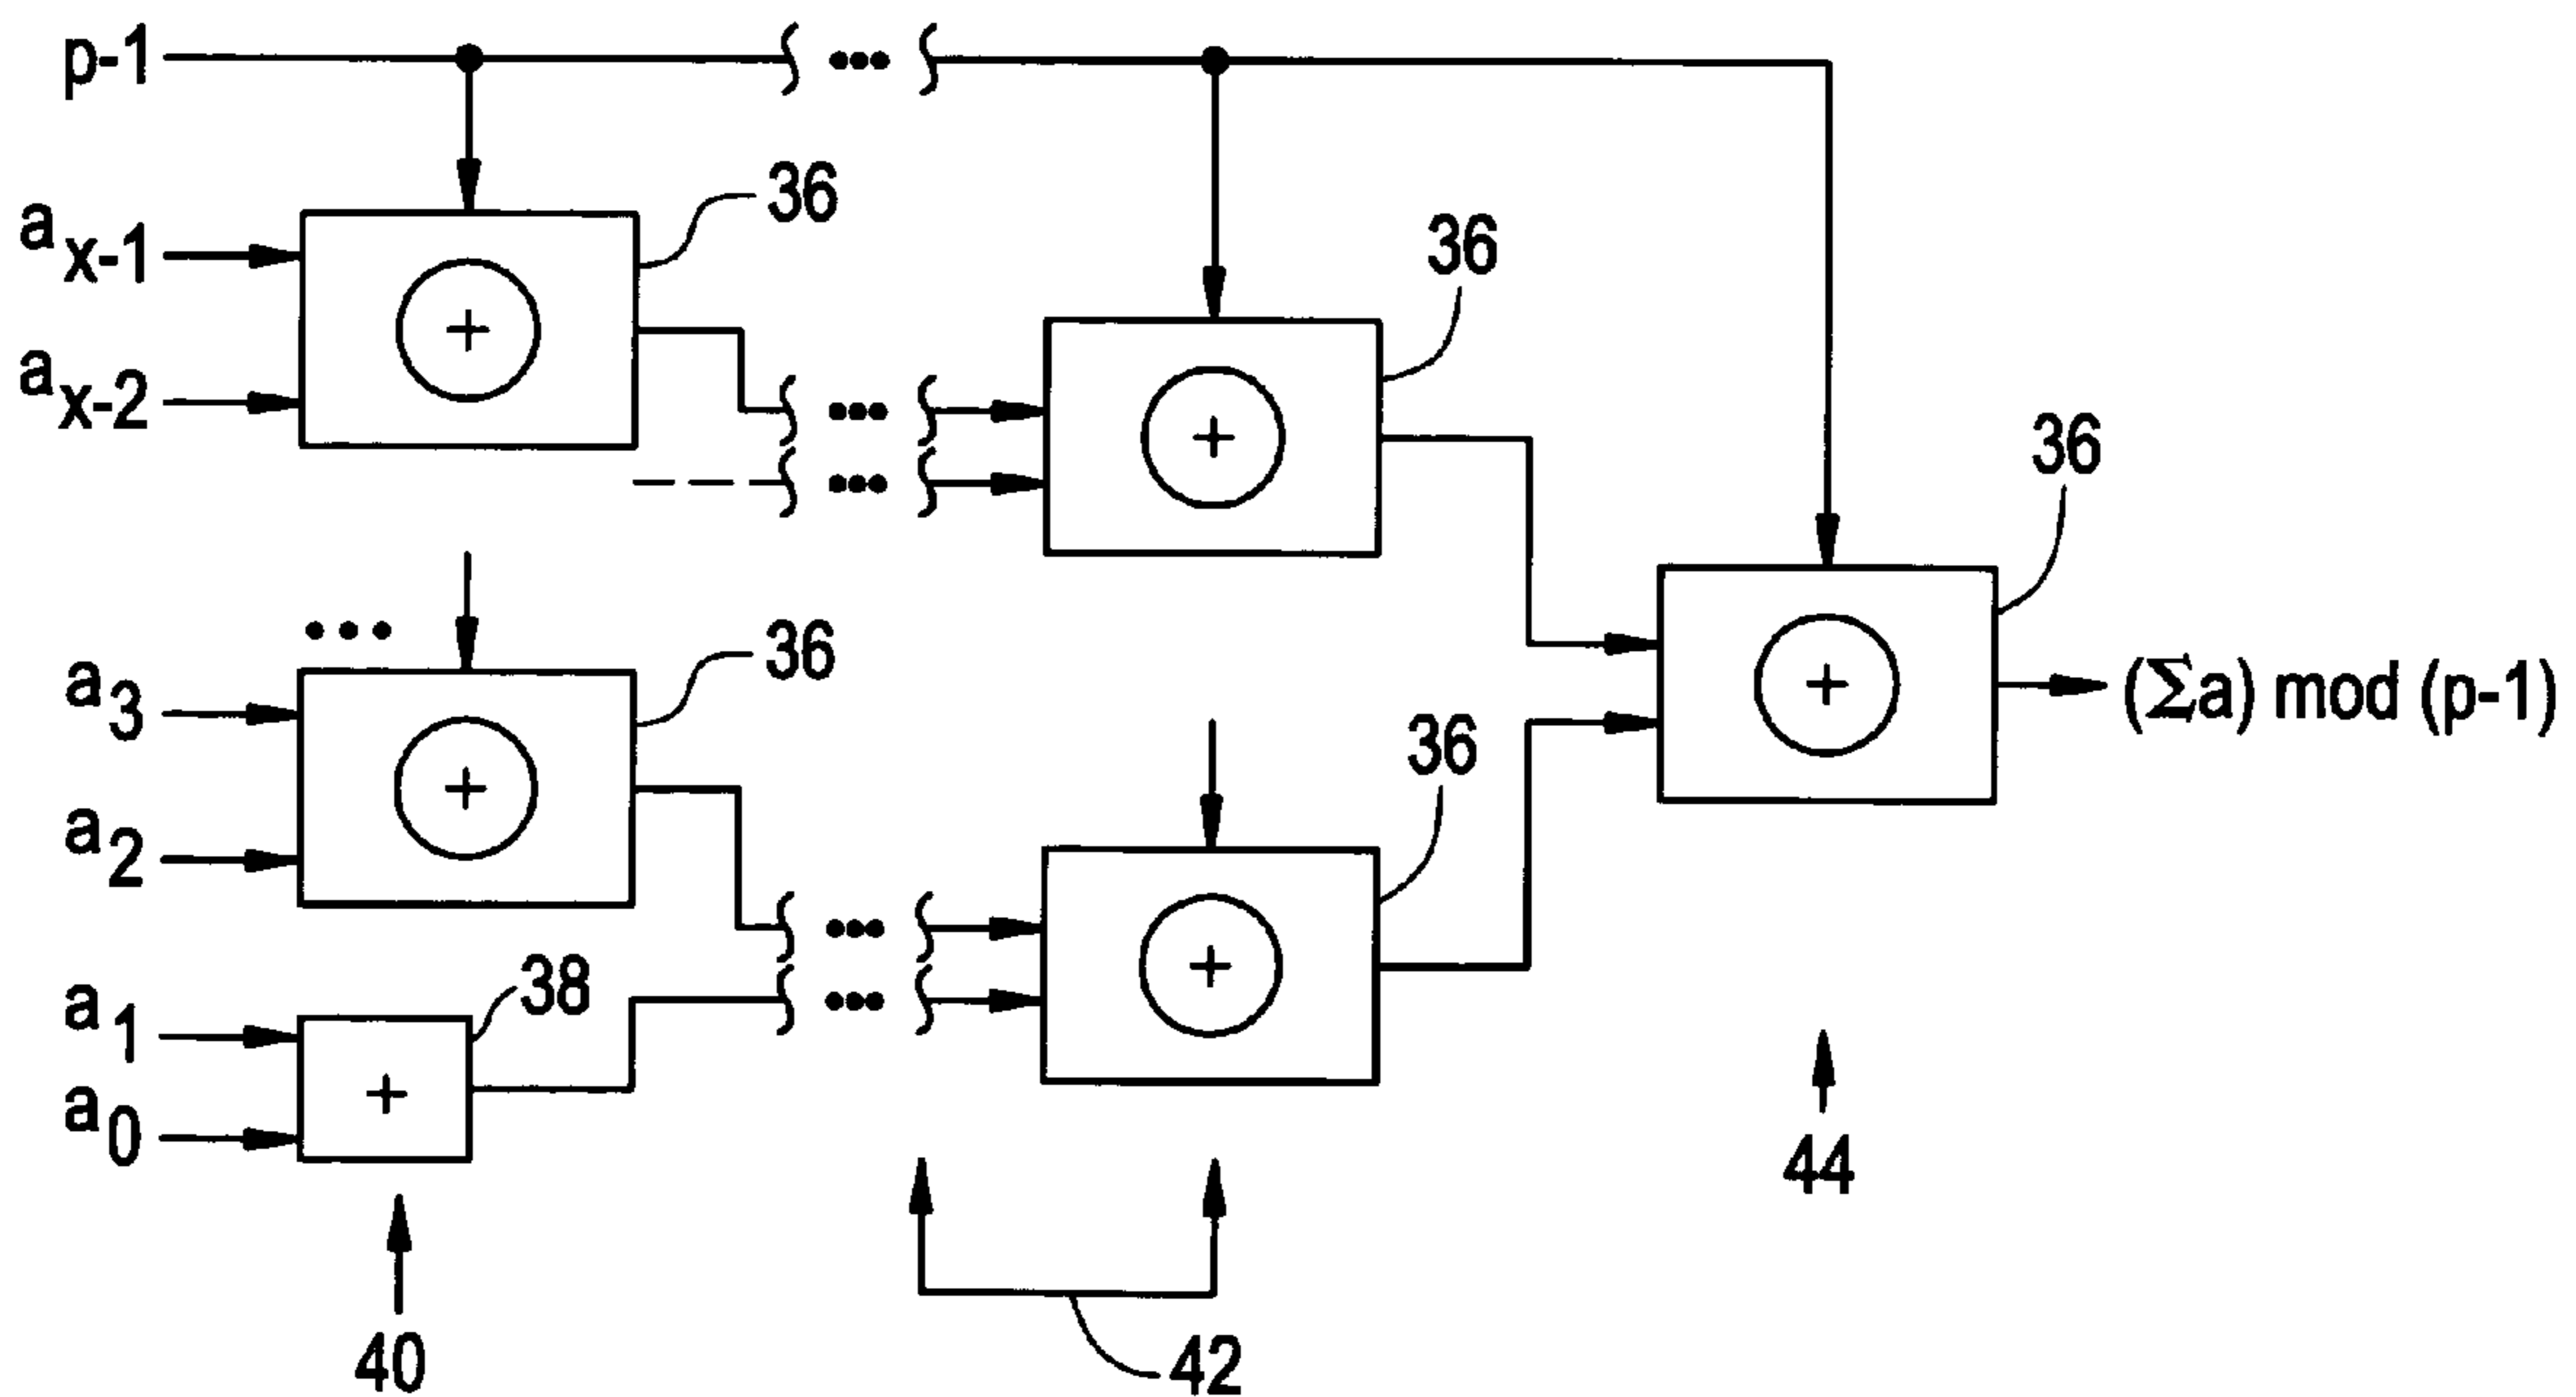 p-1
36
a x-1
36
a x-2
+
+
36
36
a 3
+
(Σa) mod (p-1)
a 2
+
36
38
+
a 1
+
a 0
44
40
42